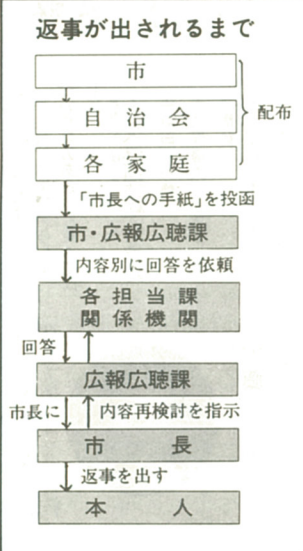 返事が出されるまで
市
自治会
各家庭
配布
「市長への手紙」を投函
市・広報広聴課
内容別に回答を依頼
各担当課
関係機関
回答
広報広聴課
市長に
内容再検討を指示
市長
返事を出す
本人